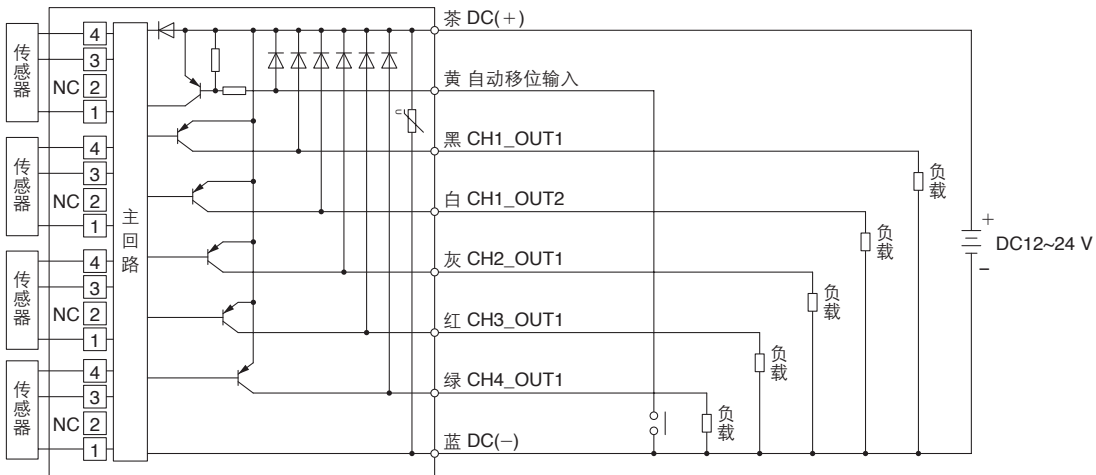 传感器
4
3
NC 2
1
传感器
4
3
NC 2
1
传感器
4
3
NC 2
1
传感器
4
3
NC 2
1
主回路
U
茶 DC(+)
黄 自动移位输入
黑 CH1_OUT1
白 CH1_OUT2
灰 CH2_OUT1
红 CH3_OUT1
绿 CH4_OUT1
蓝 DC(−)
负载
负载
负载
负载
负载
+
DC12~24 V
−